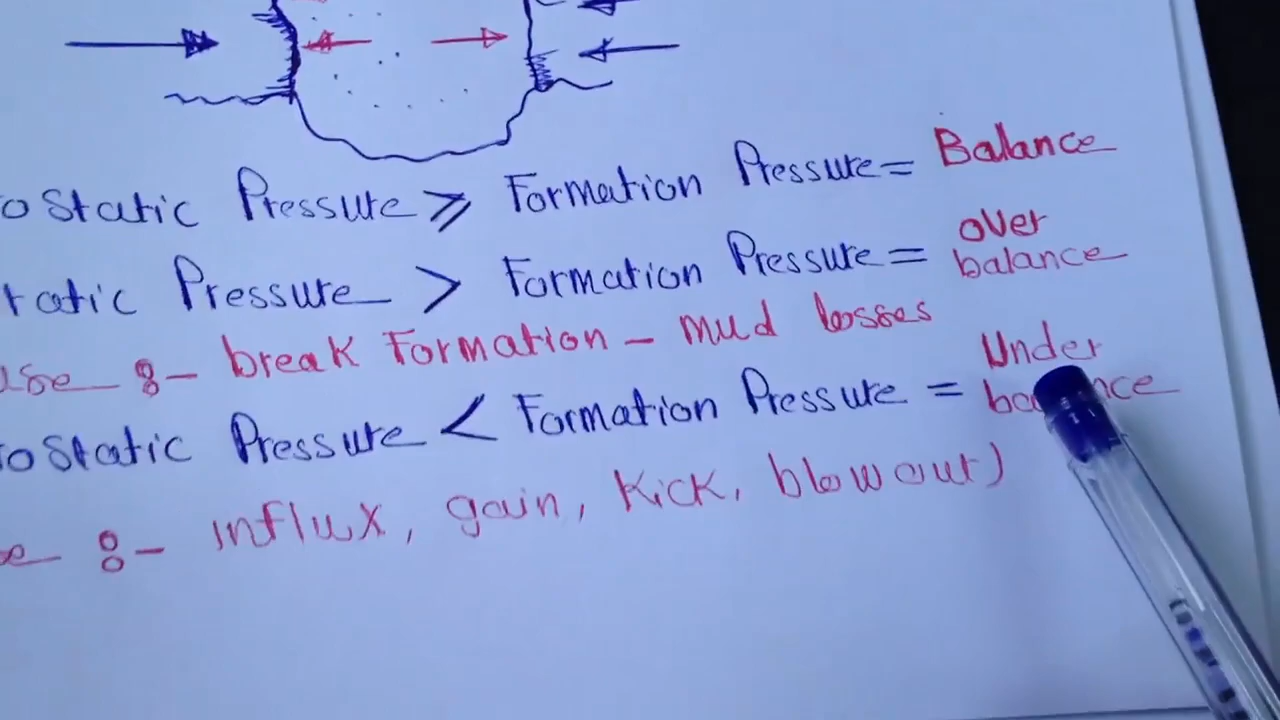 oStatic Pressure ⩾ Formation Pressure = Balance
tatic Pressure > Formation Pressure = over balance
use :- break Formation - mud losses
oStatic Pressure < Formation Pressure = Under
:- influx, gain, Kick, blowout)